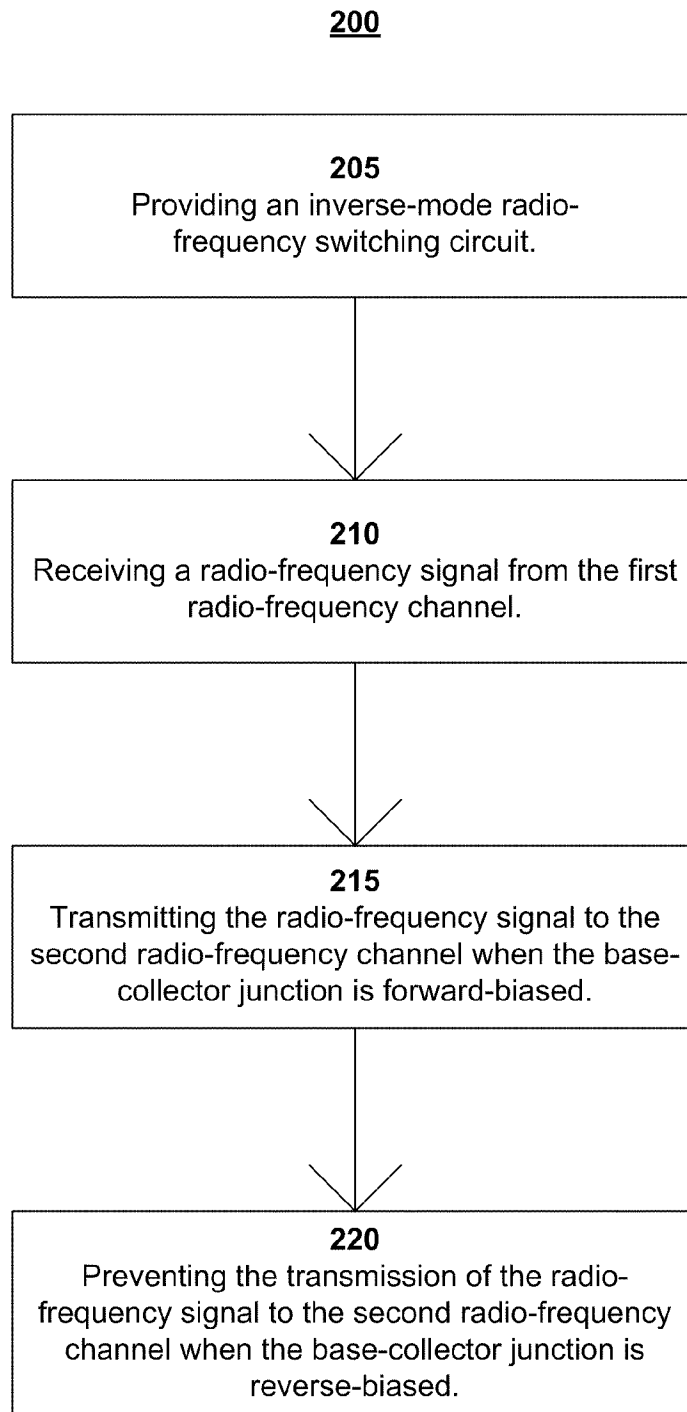 200
205
Providing an inverse-mode radio-
frequency switching circuit.
210
Receiving a radio-frequency signal from the first
radio-frequency channel.
215
Transmitting the radio-frequency signal to the
second radio-frequency channel when the base-
collector junction is forward-biased.
220
Preventing the transmission of the radio-
frequency signal to the second radio-frequency
channel when the base-collector junction is
reverse-biased.